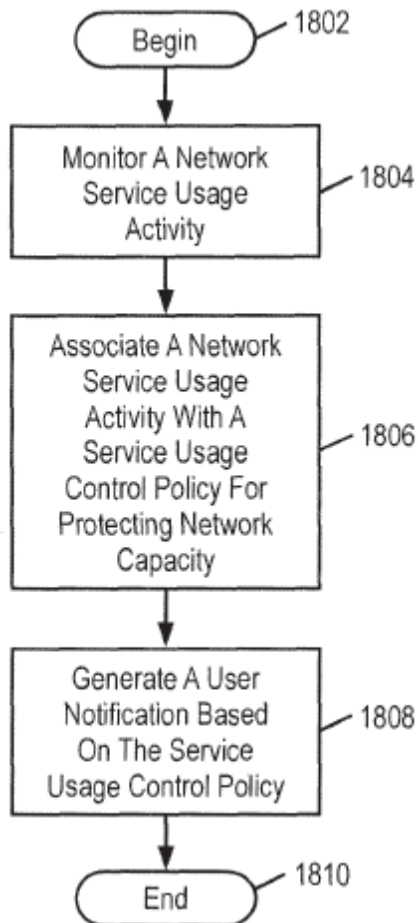 Begin
1802
Monitor A Network
Service Usage
Activity
1804
Associate A Network
Service Usage
Activity With A
Service Usage
Control Policy For
Protecting Network
Capacity
1806
Generate A User
Notification Based
On The Service
Usage Control Policy
1808
End
1810